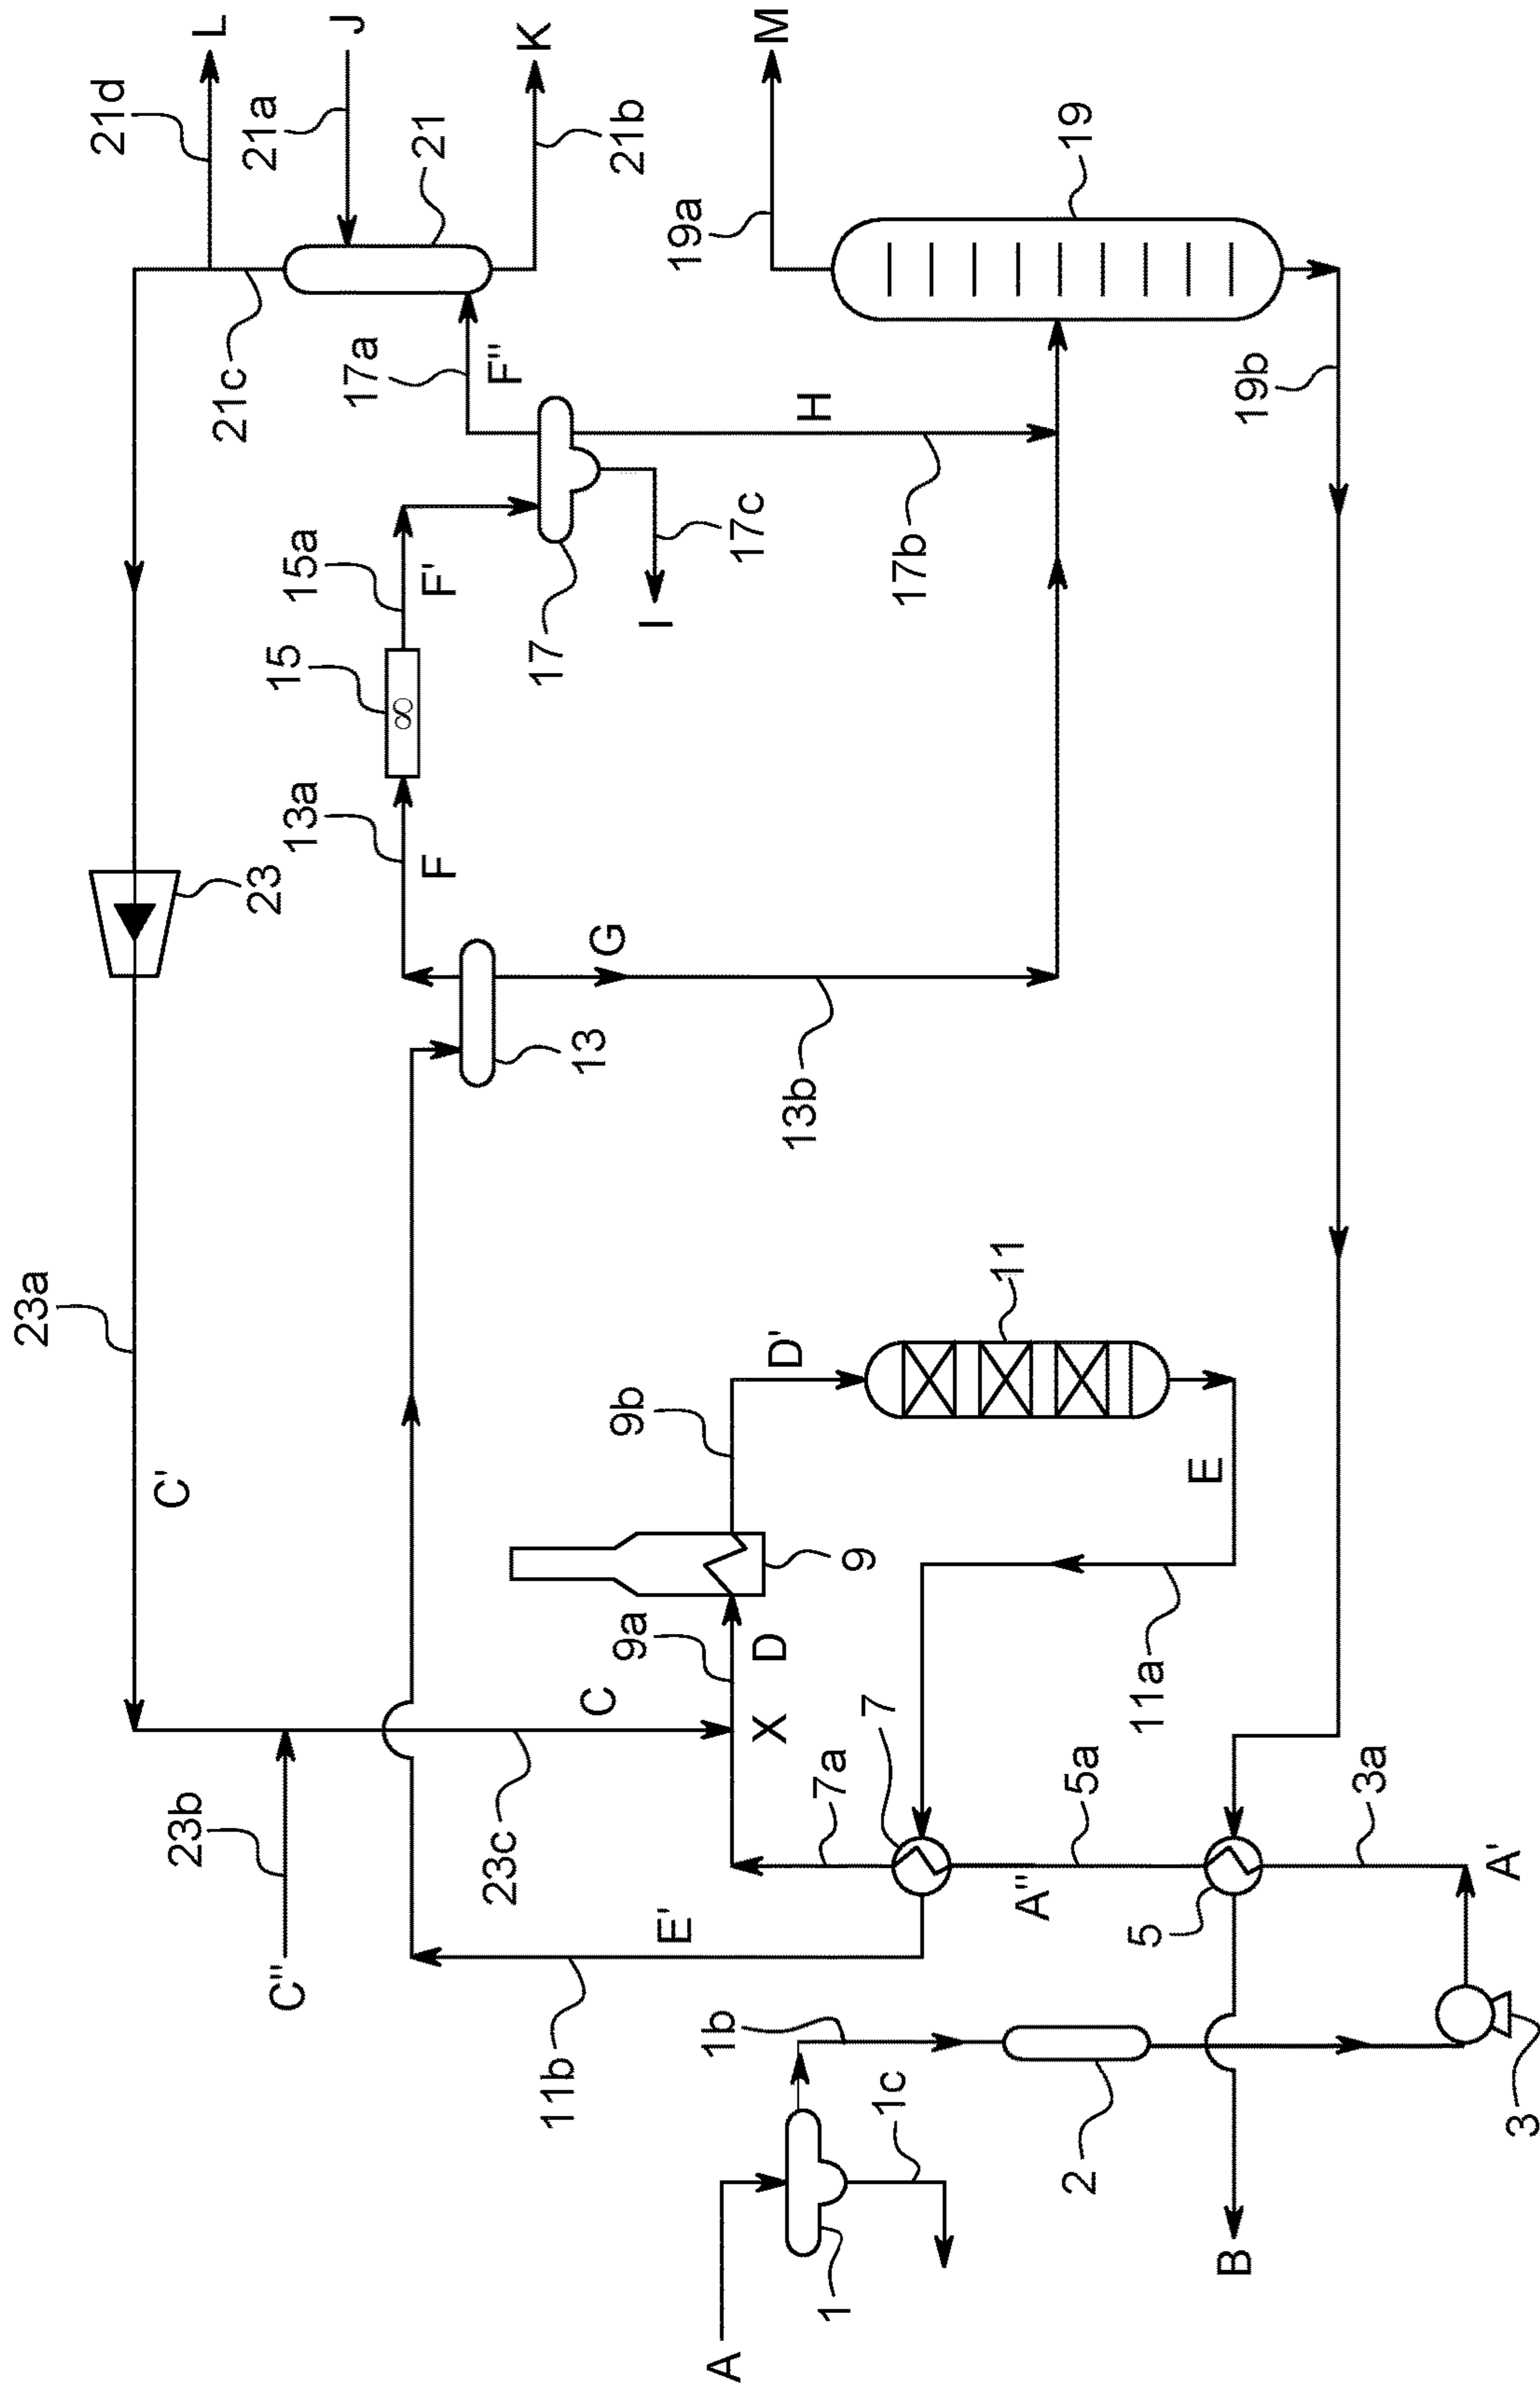 L
21d
J
21a
21
K
21b
M
19a
19
21c
17a
F''
H
19b
15a
F'
17c
17
I
17b
15
∞
13a
F
23
G
13
13b
23a
C'
11
D'
9b
E
9
9a
D
C
X
7
7a
11a
5a
3a
23b
23c
C''
E'
A''
A'
5
11b
1b
1c
2
3
B
1
A